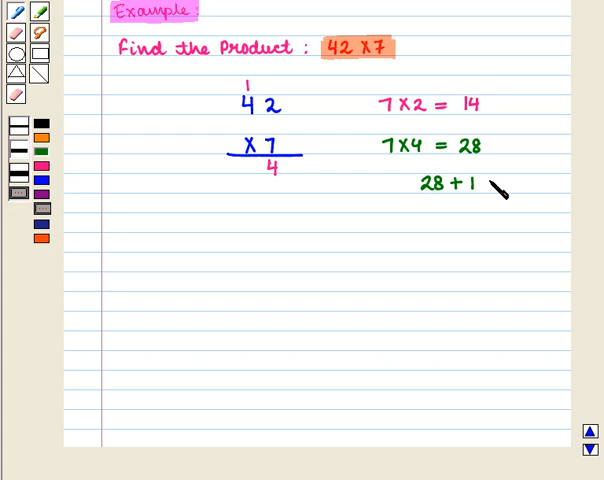 Example:
Find the Product : 42 X 7
1
4 2 7 X 2 = 14
X 7 7 X 4 = 28
4
28 + 1